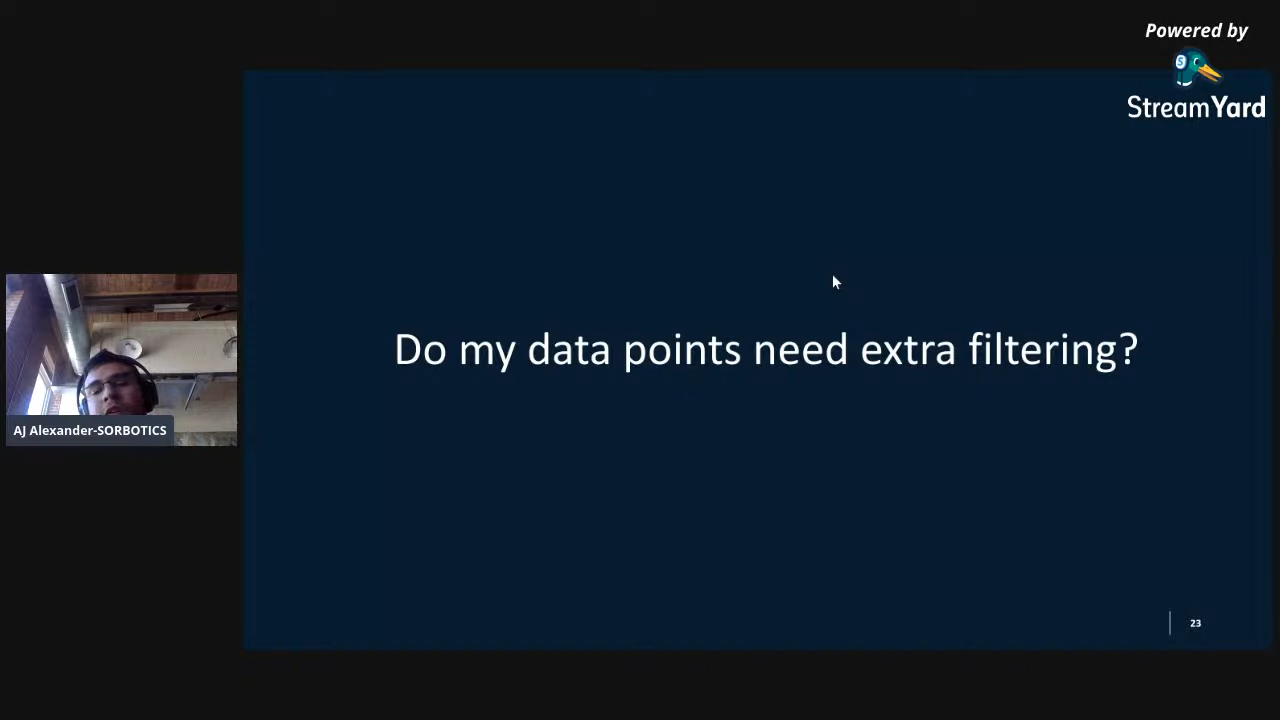 Powered by
StreamYard
Do my data points need extra filtering?
AJ Alexander-SORBOTICS
23